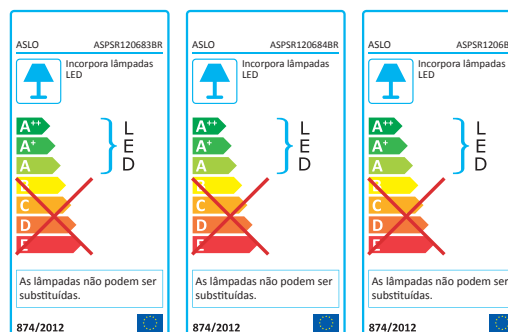 ASLO ASPSR120683BR
Incorpora lâmpadas
LED
A++
A+
A
C
D
L
E
D
As lâmpadas não podem ser
substituídas.
874/2012
ASLO ASPSR120684BR
Incorpora lâmpadas
LED
A++
A+
A
C
D
L
E
D
As lâmpadas não podem ser
substituídas.
874/2012
ASLO
Incorpora lâmpadas
LED
A++
A+
A
C
D
L
E
D
As lâmpadas não podem ser
substituídas.
874/2012